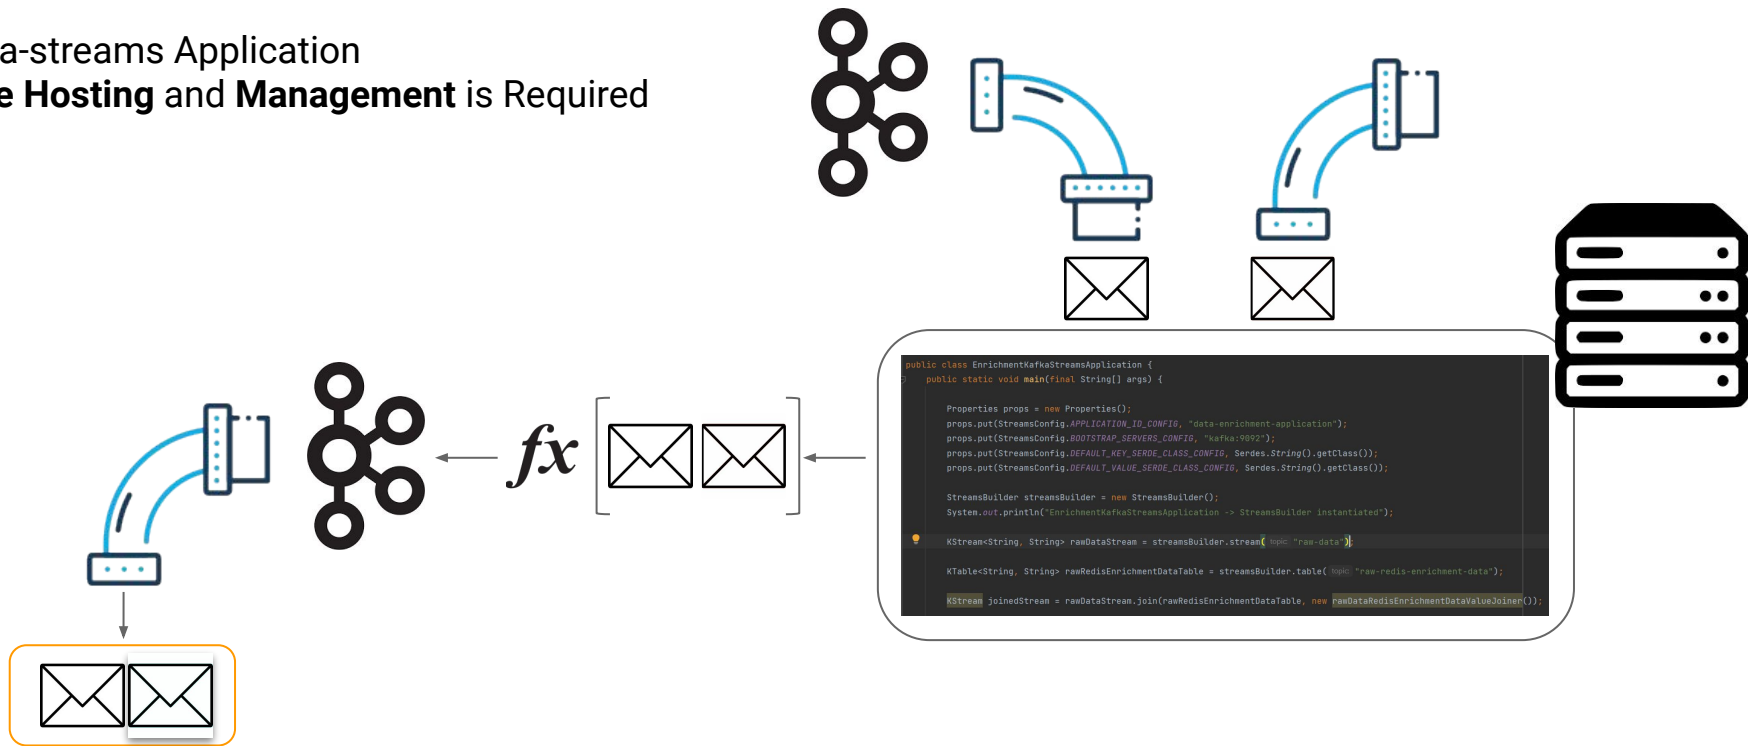 a-streams Application
e Hosting and Management is Required
public class EnrichmentKafkaStreamsApplication {
public static void main(final String[] args) {
Properties props = new Properties();
props.put(StreamsConfig.APPLICATION_ID_CONFIG, "data-enrichment-application");
props.put(StreamsConfig.BOOTSTRAP_SERVERS_CONFIG, "kafka:9092");
props.put(StreamsConfig.DEFAULT_KEY_SERDE_CLASS_CONFIG, Serdes.String().getClass());
props.put(StreamsConfig.DEFAULT_VALUE_SERDE_CLASS_CONFIG, Serdes.String().getClass());
StreamsBuilder streamsBuilder = new StreamsBuilder();
System.out.println("EnrichmentKafkaStreamsApplication -> StreamsBuilder instantiated");
KStream<String, String> rawDataStream = streamsBuilder.stream( topic: "raw-data");
KTable<String, String> rawRedisEnrichmentDataTable = streamsBuilder.table( topic: "raw-redis-enrichment-data");
KStream joinedStream = rawDataStream.join(rawRedisEnrichmentDataTable, new rawDataRedisEnrichmentDataValueJoiner());
fx